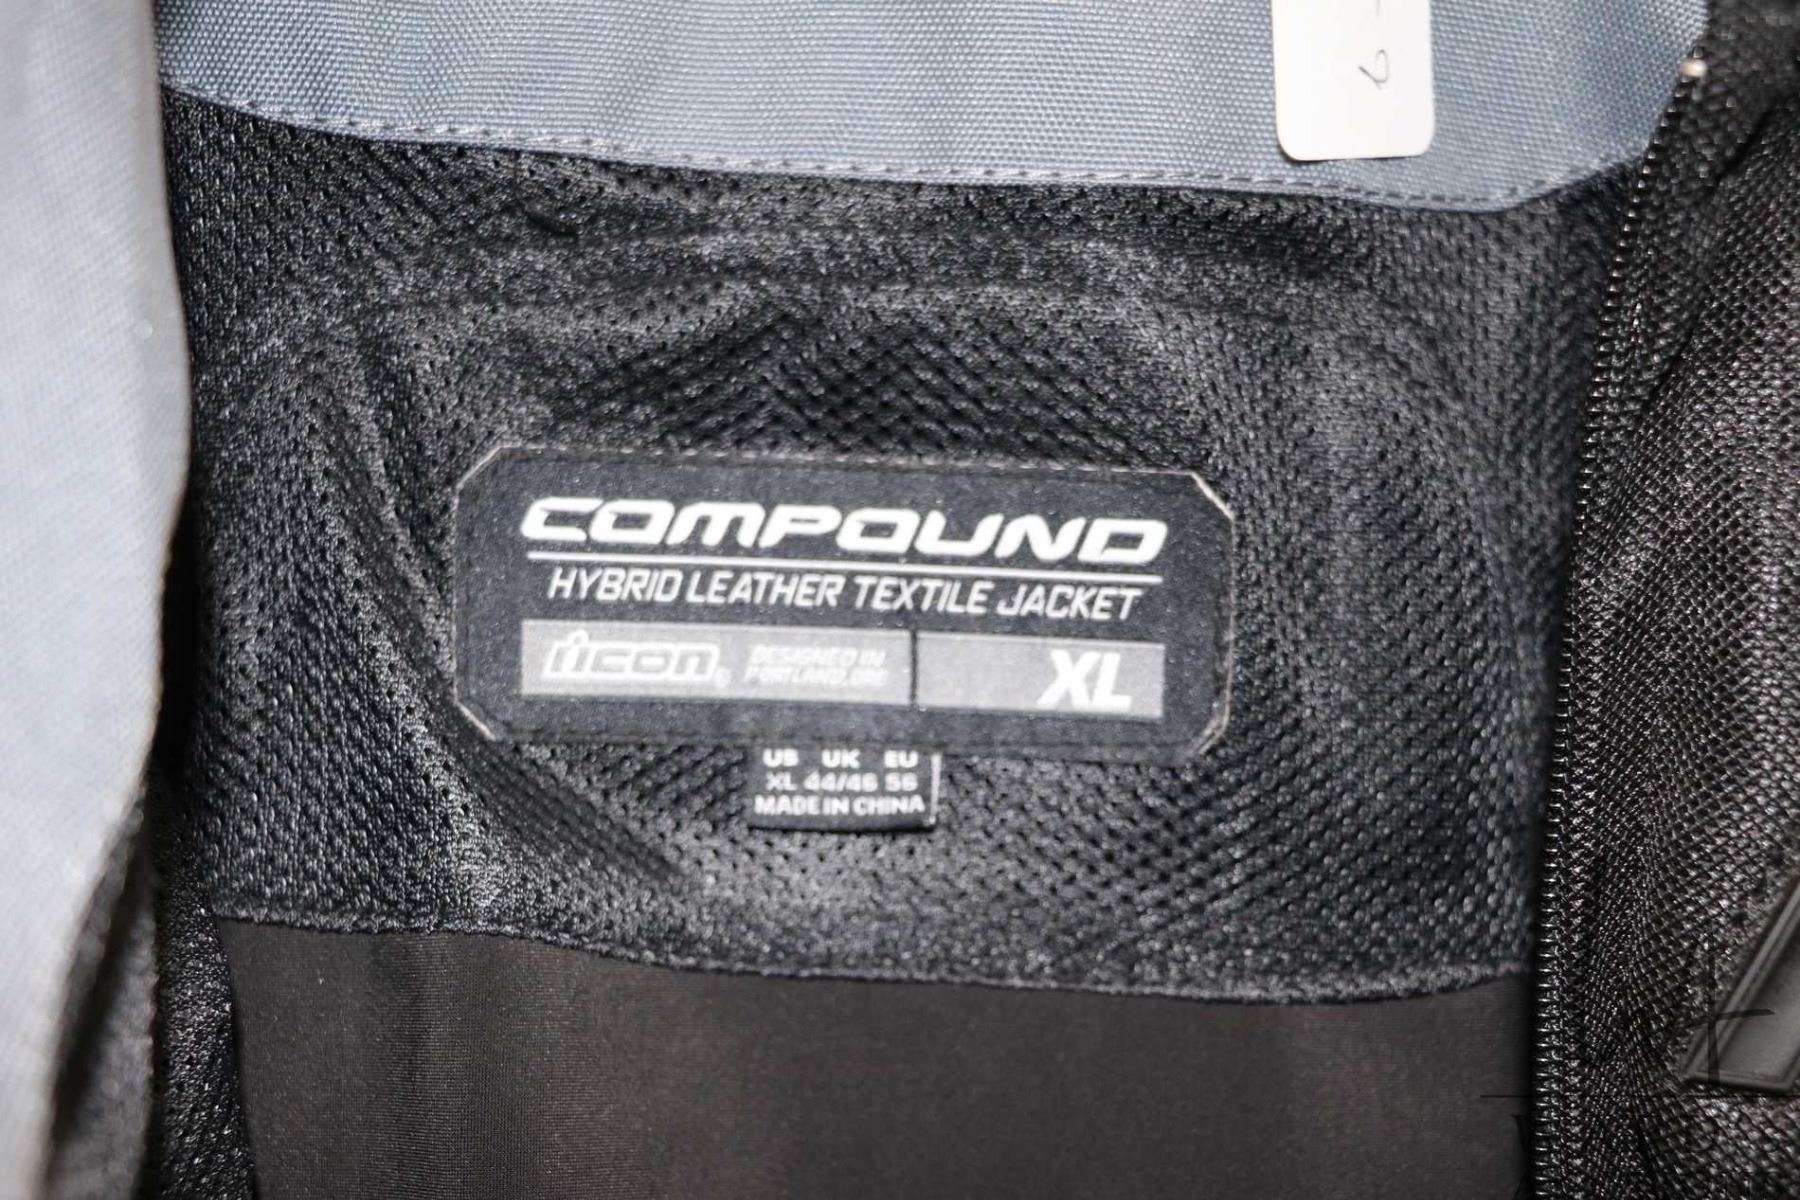 COMPOUND
HYBRID LEATHER TEXTILE JACKET
icon
DESIGNED IN
PORTLAND, ORE
XL
US UK EU
XL 44/46 56
MADE IN CHINA